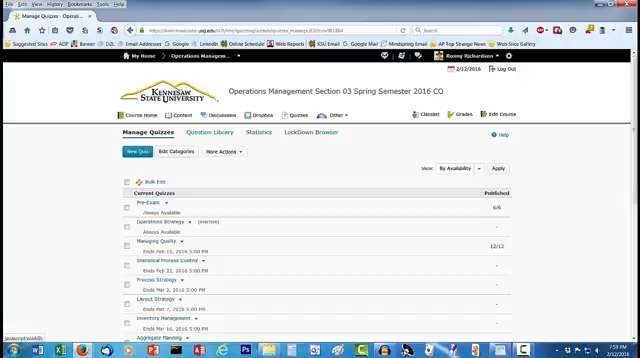 File Edit View History Bookmarks Tools Help
Manage Quizzes - Operati...
Search
Suggested Sites D2L Email Addresses Google LinkedIn Online Schedule Web Reports KSU Email Mindspring Email AP Top Strange News Web Slice Gallery
My Home Operations Managem... Ronny Richardson
2/12/2016 Log Out
KENNESAW STATE UNIVERSITY
Operations Management Section 03 Spring Semester 2016 CO
Course Home Content Discussions Dropbox Quizzes Other Classlist Grades Edit Course
Manage Quizzes Question Library Statistics LockDown Browser Help
New Quiz Edit Categories More Actions
View: By Availability Apply
Bulk Edit
Current Quizzes Published
Pre-Exam 6/6
Always Available
Operations Strategy (inactive) -
Always Available
Managing Quality 12/12
Ends Feb 15, 2016 5:00 PM
Statistical Process Control -
Ends Feb 22, 2016 5:00 PM
Process Strategy -
Ends Mar 2, 2016 5:00 PM
Layout Strategy -
Ends Mar 7, 2016 5:00 PM
Inventory Management -
Ends Mar 16, 2016 5:00 PM
Aggregate Planning
javascript:void(0);
7:59 PM
2/12/2016